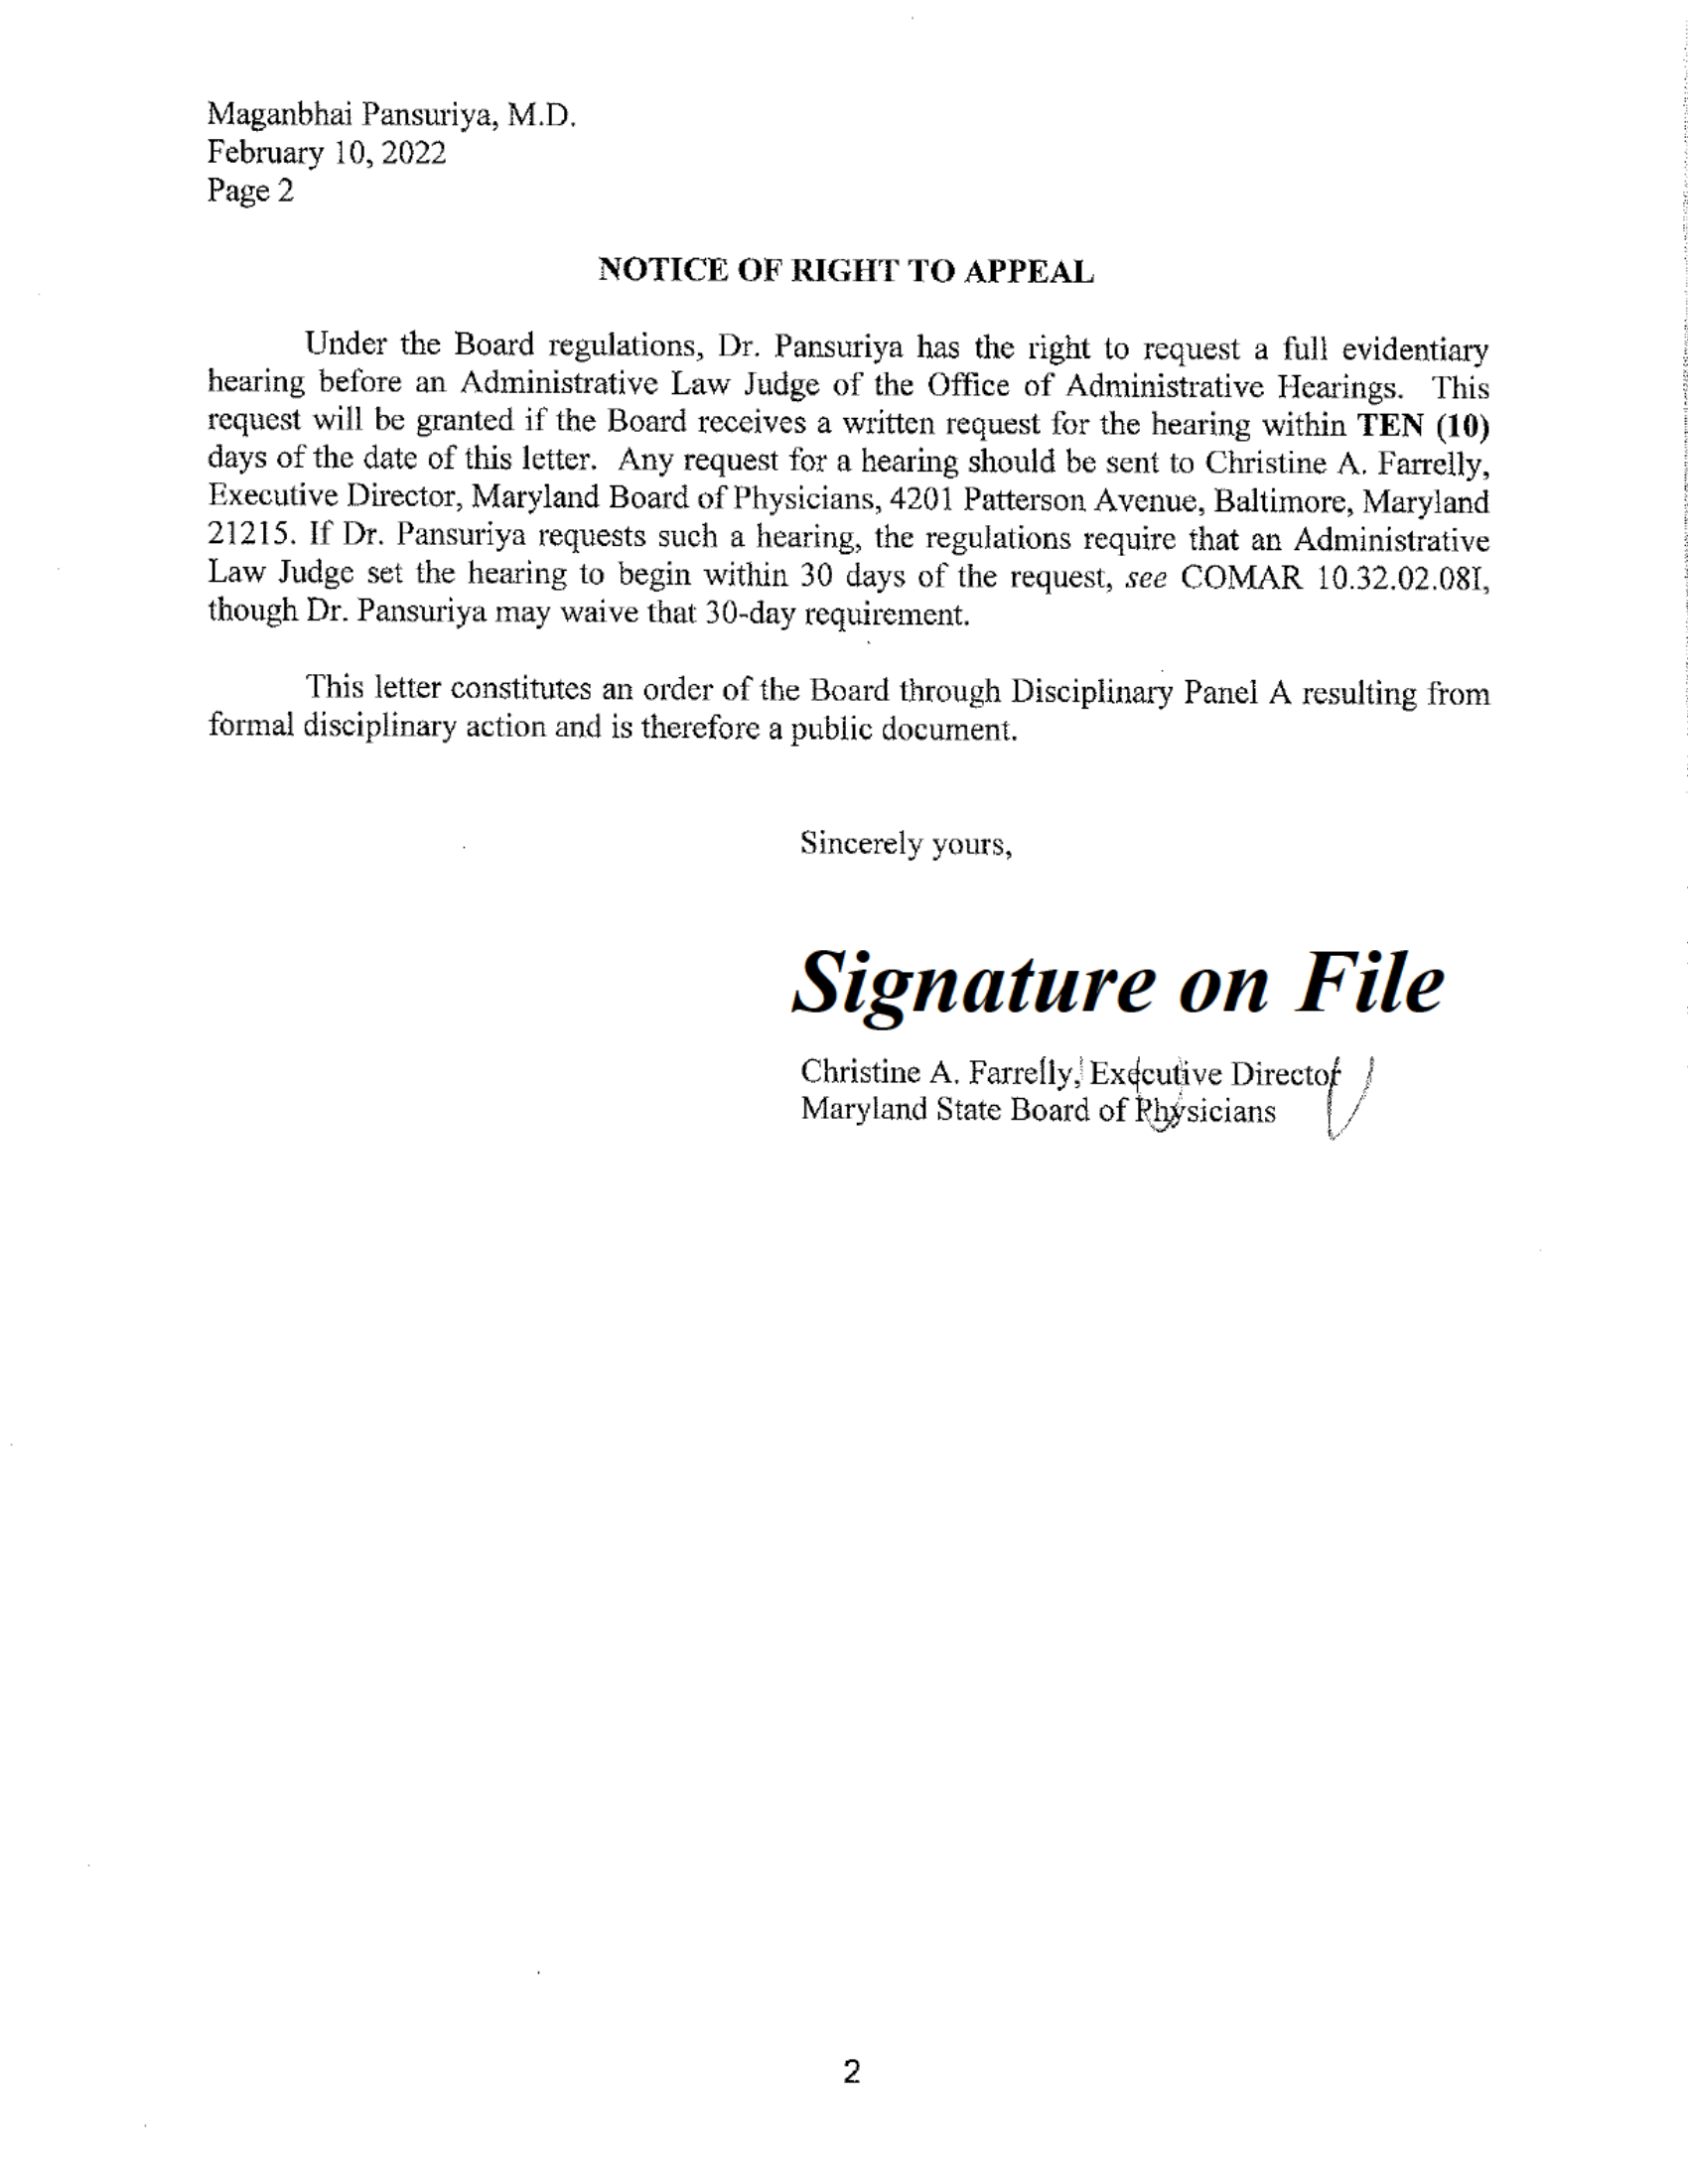 Maganbhai Pansuriya, M.D.
February 10, 2022
Page 2
NOTICE OF RIGHT TO APPEAL
Under the Board regulations, Dr. Pansuriya has the right to request a full evidentiary
hearing before an Administrative Law Judge of the Office of Administrative Hearings. This
request will be granted if the Board receives a written request for the hearing within TEN (10)
days of the date of this letter. Any request for a hearing should be sent to Christine A. Farrelly,
Executive Director, Maryland Board of Physicians, 4201 Patterson Avenue, Baltimore, Maryland
21215. If Dr. Pansuriya requests such a hearing, the regulations require that an Administrative
Law Judge set the hearing to begin within 30 days of the request, see COMAR 10.32.02.08I,
though Dr. Pansuriya may waive that 30-day requirement.
This letter constitutes an order of the Board through Disciplinary Panel A resulting from
formal disciplinary action and is therefore a public document.
Sincerely yours,
Signature on File
Christine A. Farrelly, Executive Director
Maryland State Board of Physicians
2